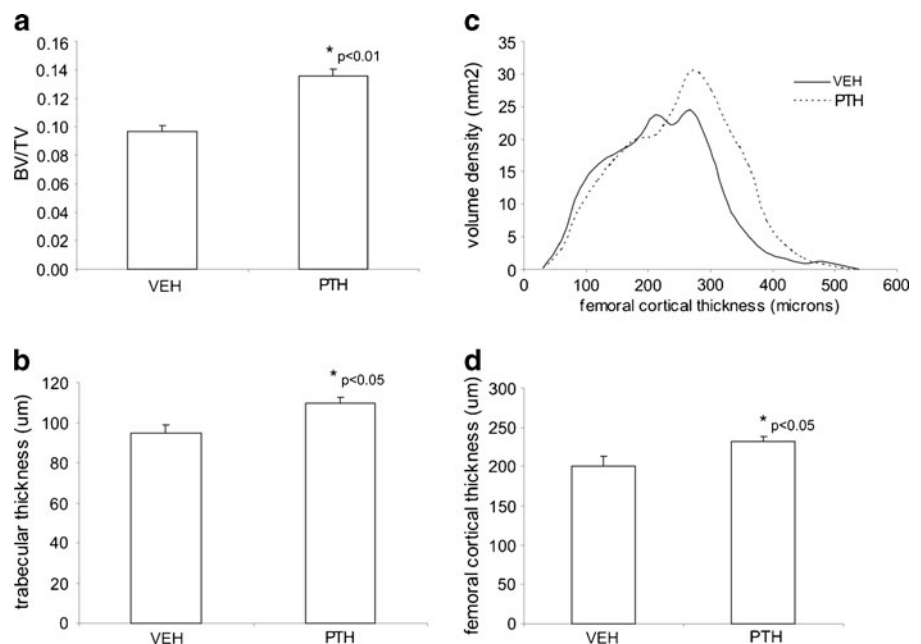 a
BV/TV
0.16
0.14
0.12
0.10
0.08
0.06
0.04
0.02
0.00
* p<0.01
VEH
PTH
c
volume density (mm2)
35
30
25
20
15
10
5
0
VEH
PTH
0 100 200 300 400 500 600
femoral cortical thickness (microns)
b
trabecular thickness (um)
120
100
80
60
40
20
0
* p<0.05
VEH
PTH
d
femoral cortical thickness (um)
300
250
200
150
100
50
0
* p<0.05
VEH
PTH